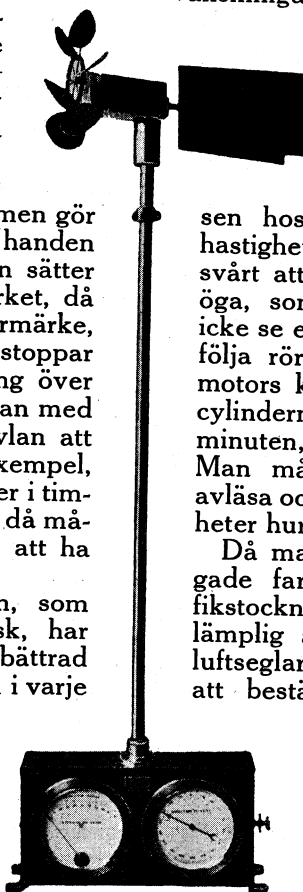 men gör
handen
n sätter
rket, då
rmärke,
stoppar
ng över
an med
vlan att
xempel,
er i tim-
då må-
att ha
n, som
sk, har
bättrad
i varje
sen hos
hastighe
svårt att
öga, som
icke se e
följa rör
motors k
cylindern
minuten,
Man må
avläsa oc
heter hur
Då ma
gade far
fikstockn
lämplig a
luftseglar
att bestä